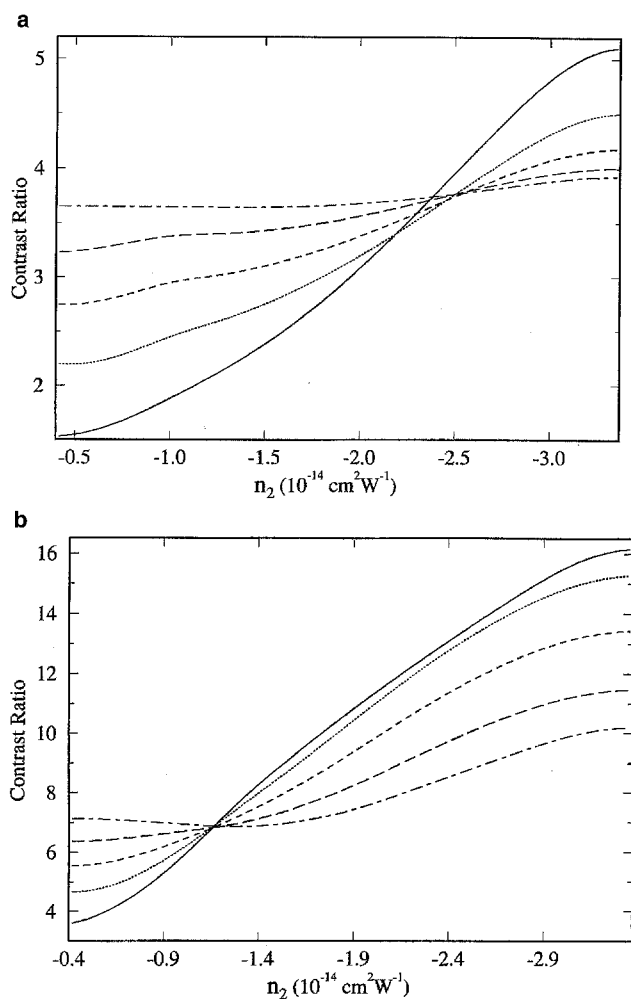 a
5
4
3
2
Contrast Ratio
-0.5 -1.0 -1.5 -2.0 -2.5 -3.0
n₂ (10⁻¹⁴ cm²W⁻¹)
b
16
14
12
10
8
6
4
Contrast Ratio
-0.4 -0.9 -1.4 -1.9 -2.4 -2.9
n₂ (10⁻¹⁴ cm²W⁻¹)